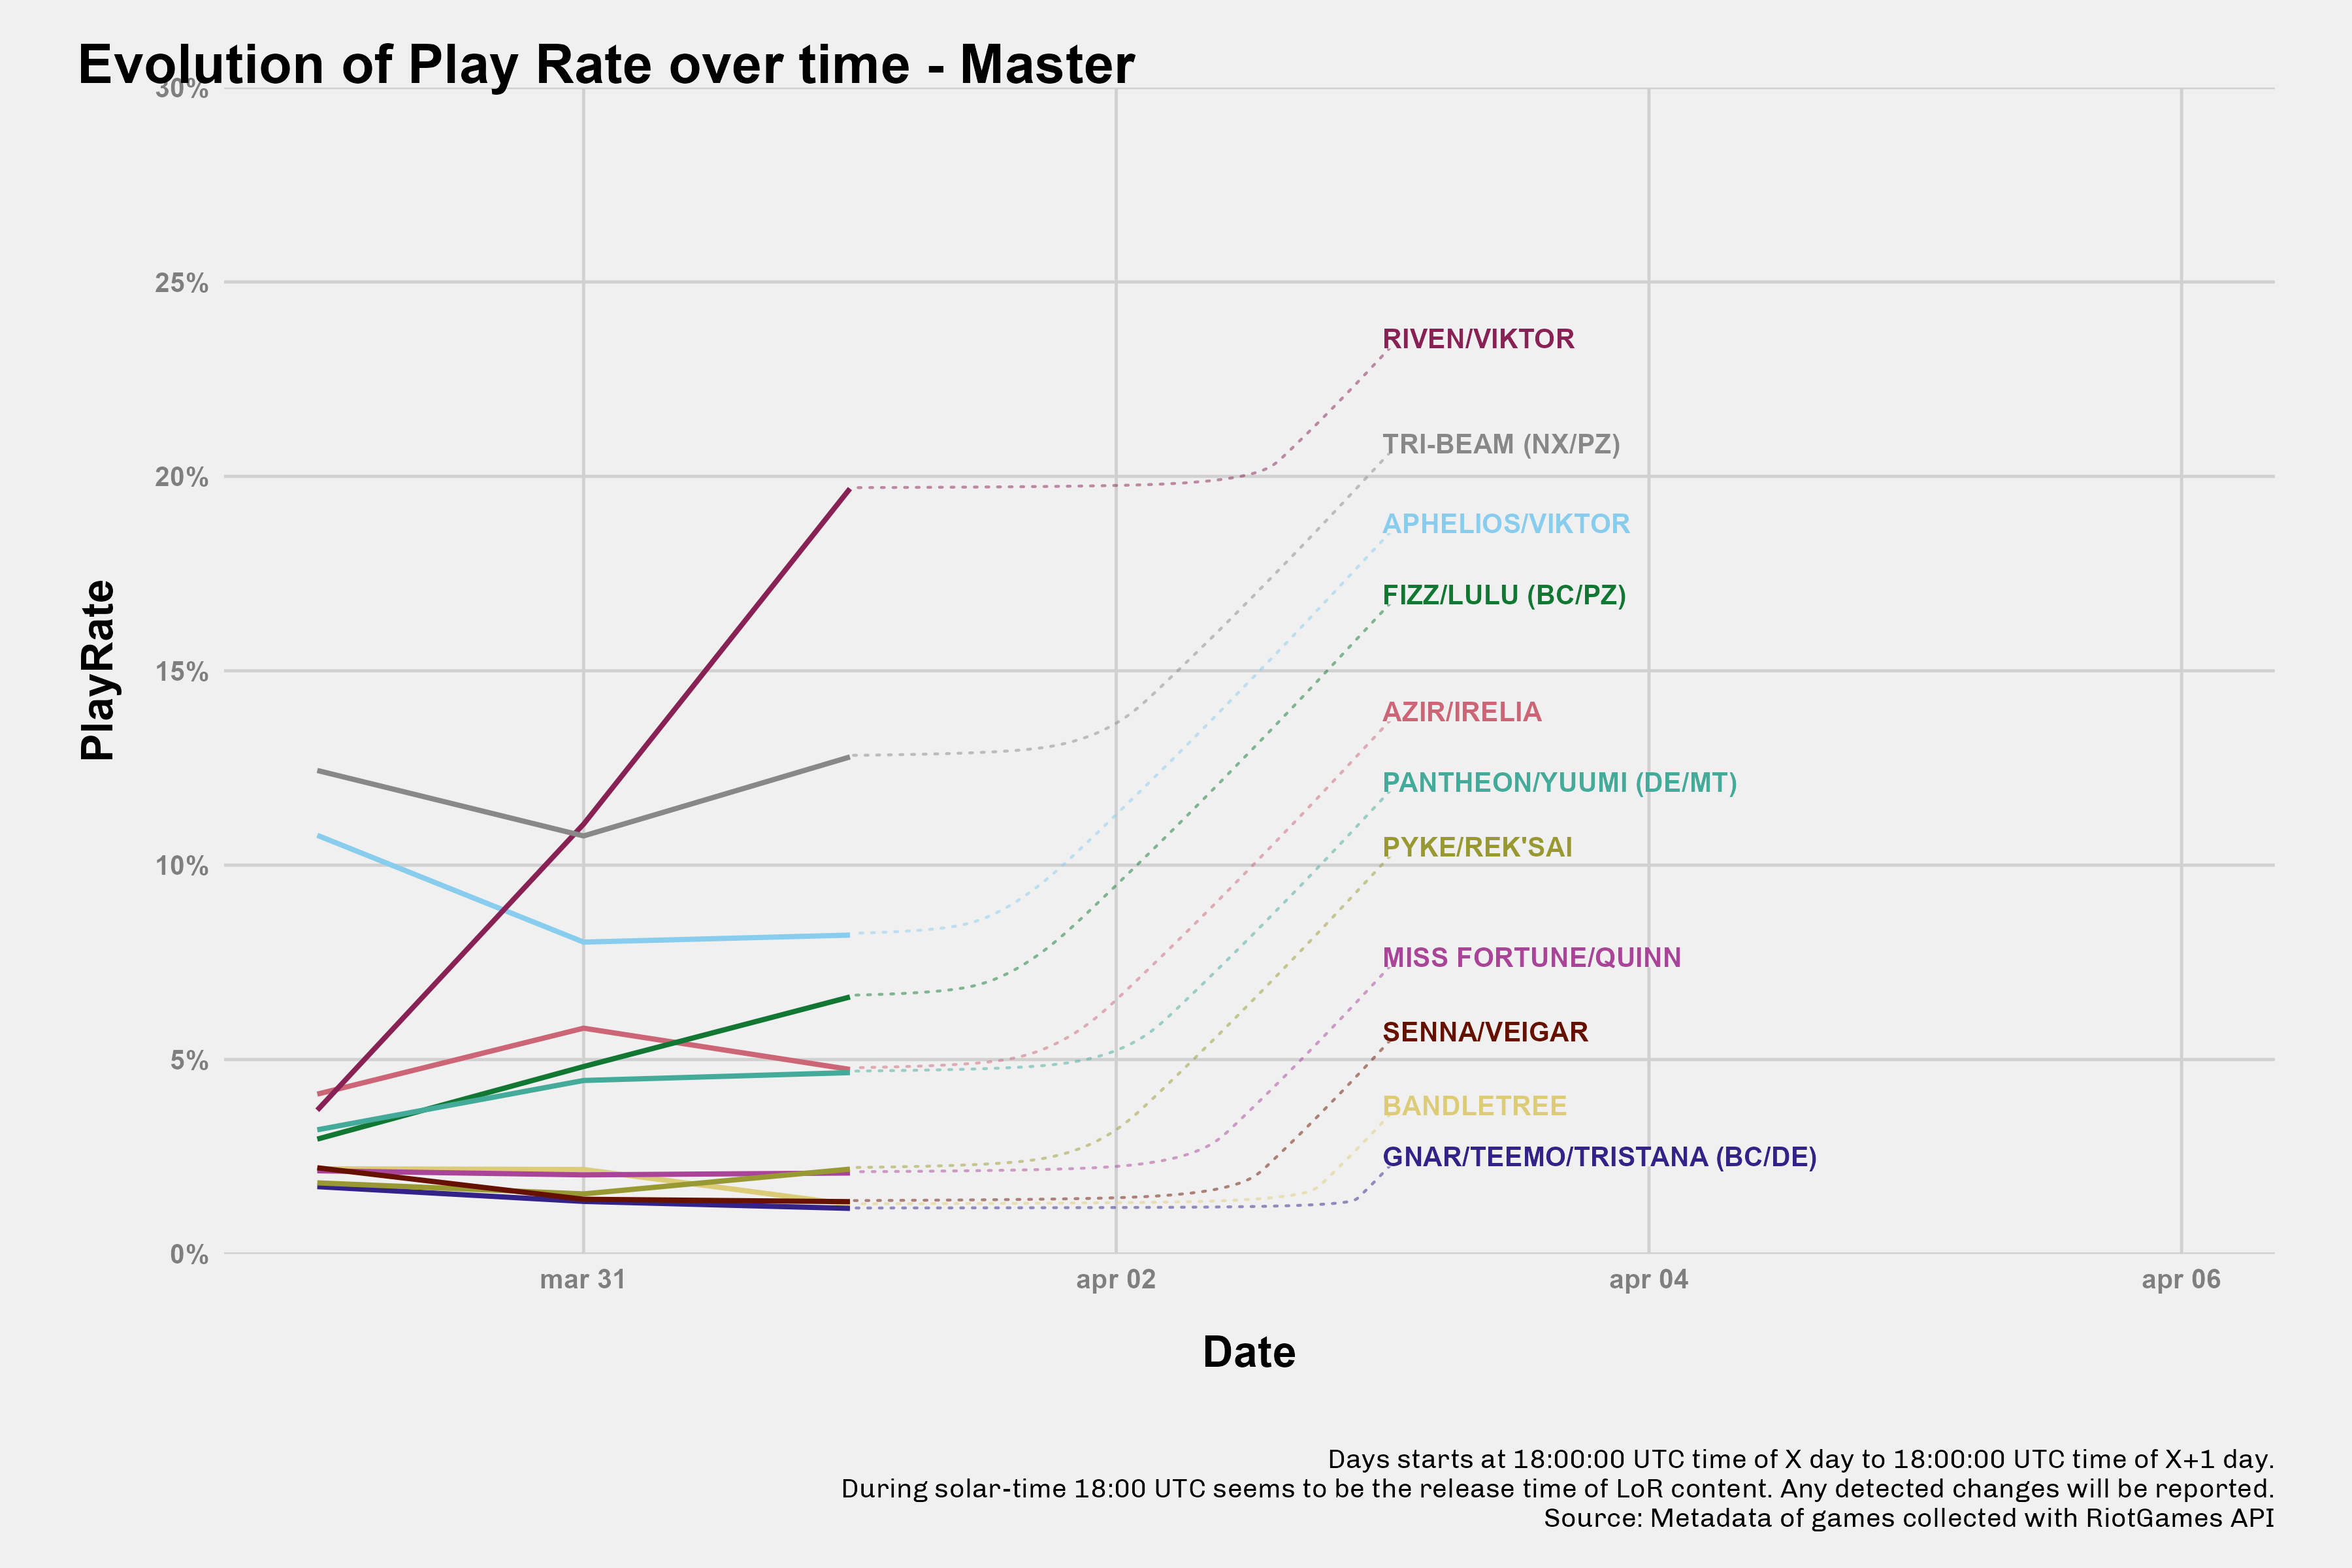 Evolution of Play Rate over time - Master
30%
25%
20%
15%
10%
5%
0%
PlayRate
RIVEN/VIKTOR
TRI-BEAM (NX/PZ)
APHELIOS/VIKTOR
FIZZ/LULU (BC/PZ)
AZIR/IRELIA
PANTHEON/YUUMI (DE/MT)
PYKE/REK'SAI
MISS FORTUNE/QUINN
SENNA/VEIGAR
BANDLETREE
GNAR/TEEMO/TRISTANA (BC/DE)
mar 31
apr 02
apr 04
apr 06
Date
Days starts at 18:00:00 UTC time of X day to 18:00:00 UTC time of X+1 day.
During solar-time 18:00 UTC seems to be the release time of LoR content. Any detected changes will be reported.
Source: Metadata of games collected with RiotGames API